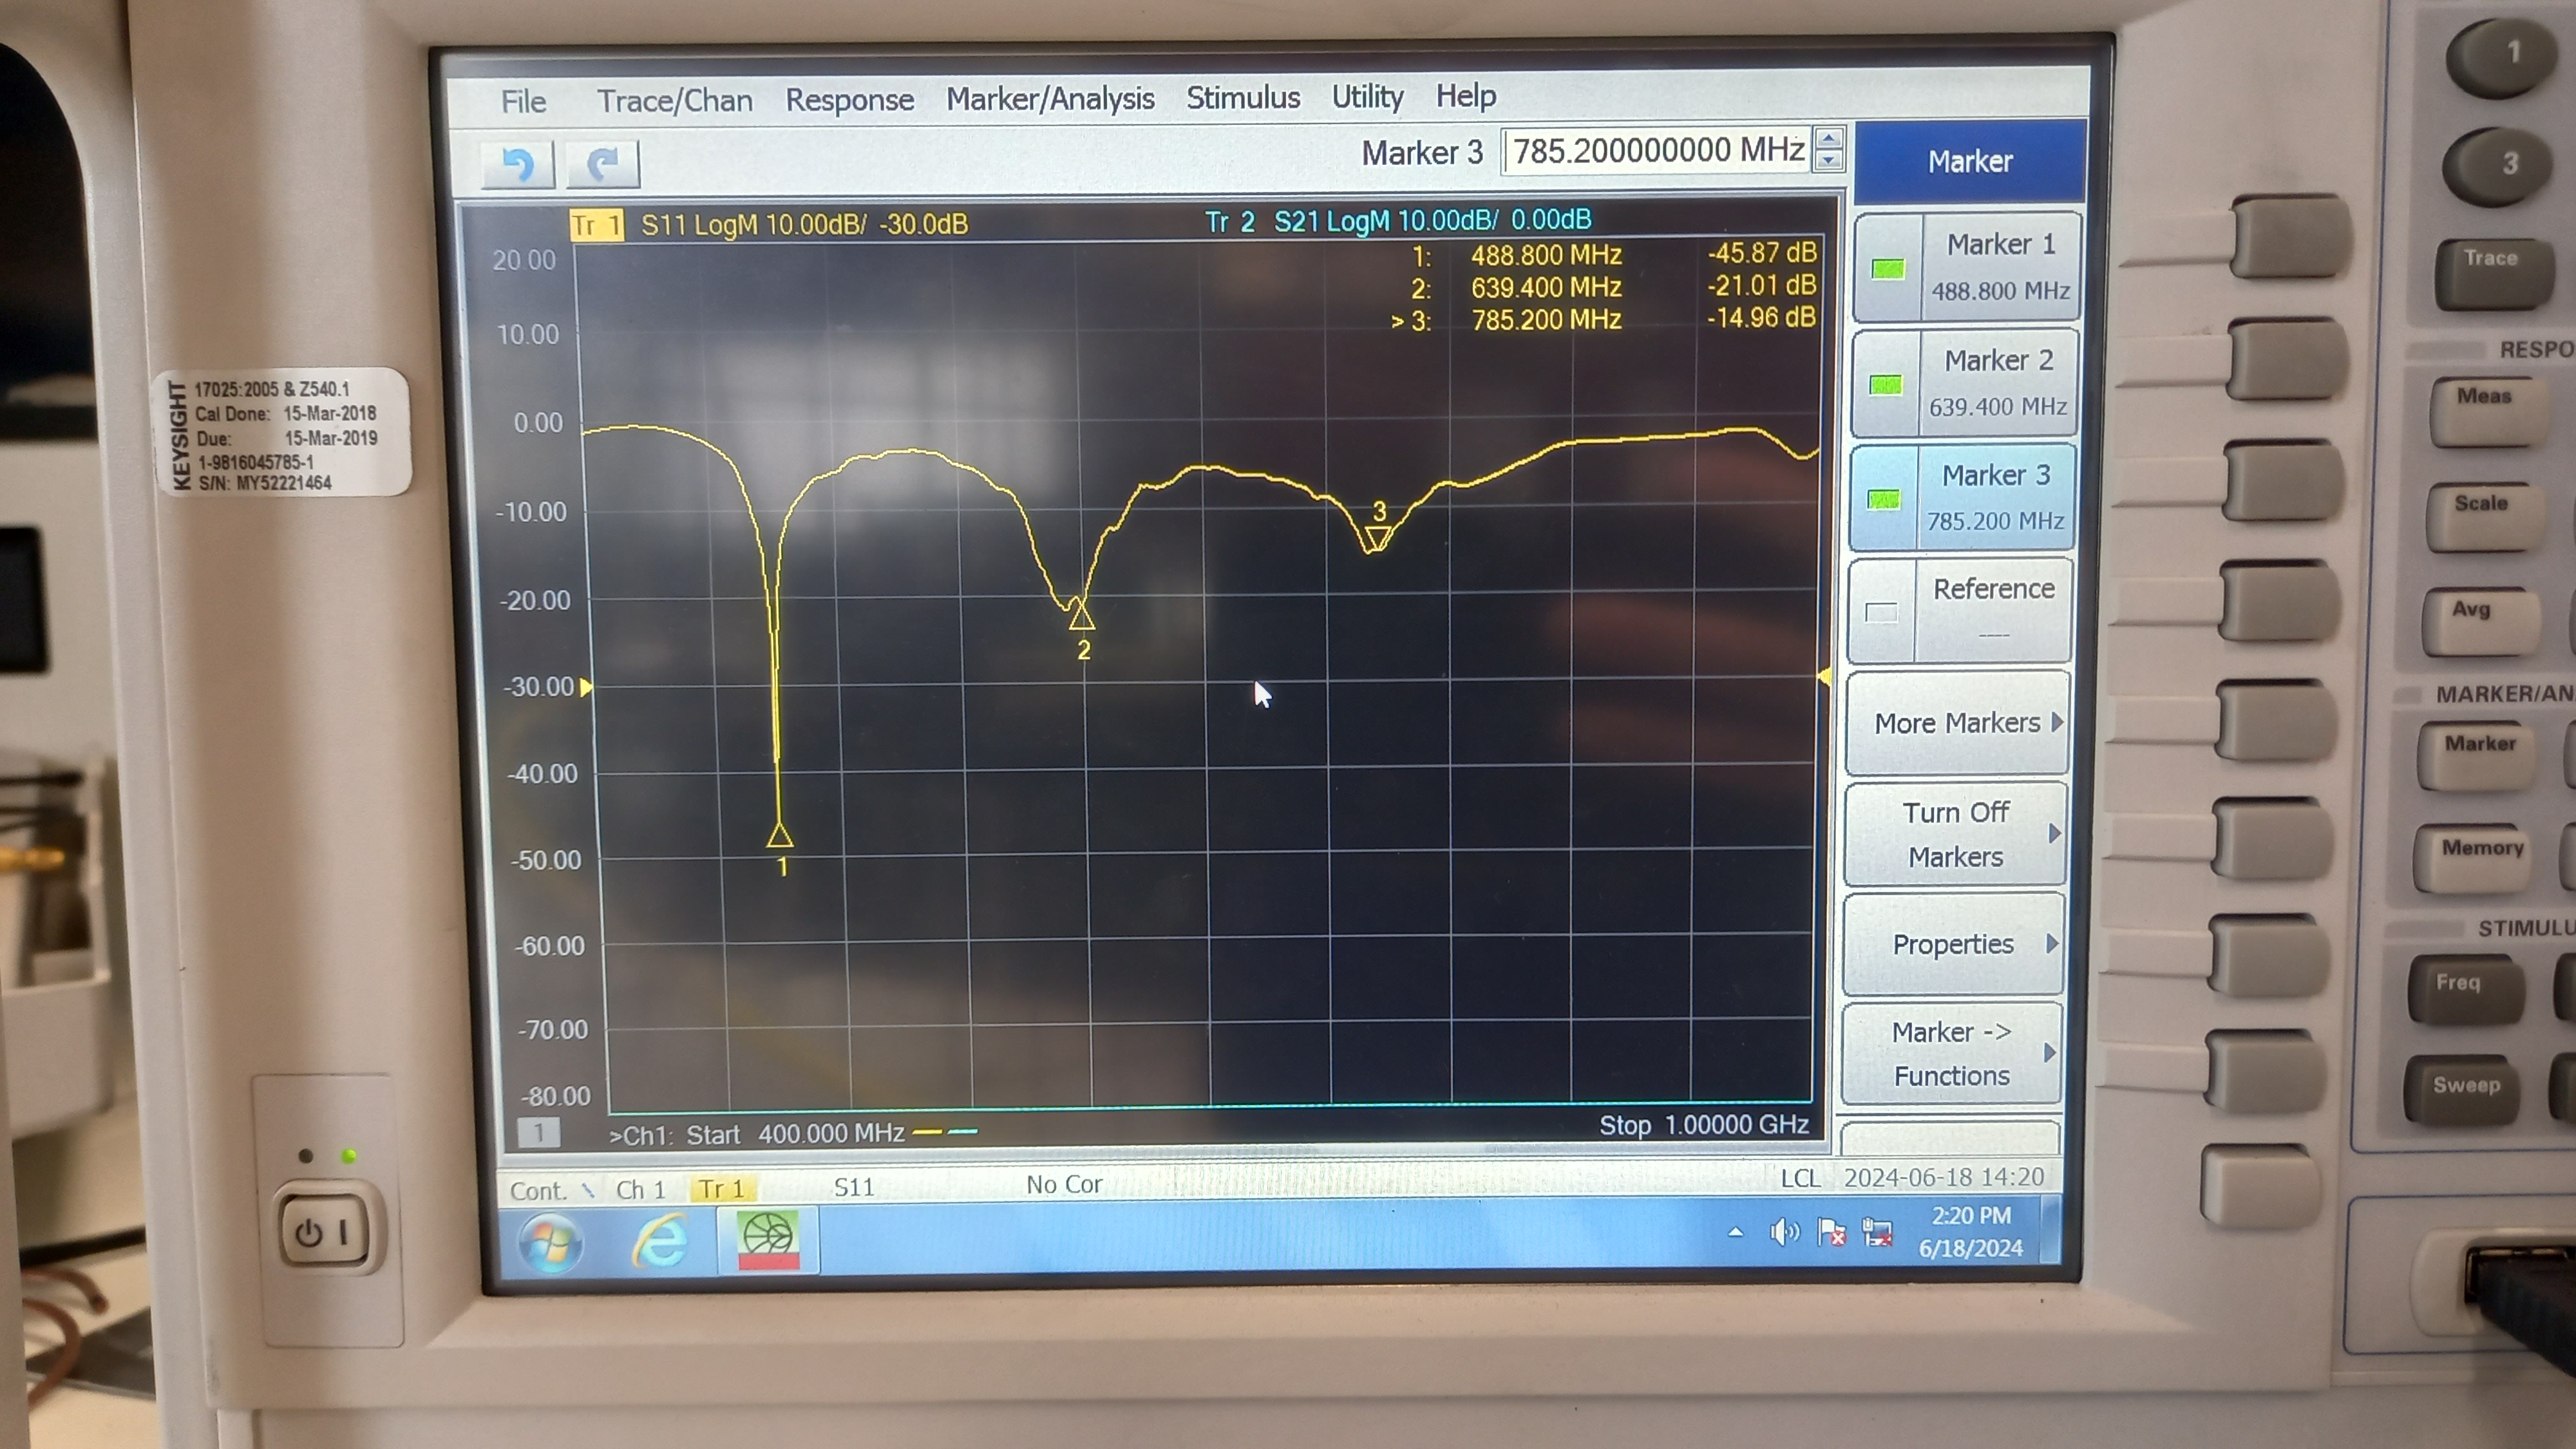 File Trace/Chan Response Marker/Analysis Stimulus Utility Help
Marker 3 785.200000000 MHz
Marker
Tr 1 S11 LogM 10.00dB/ -30.0dB
Tr 2 S21 LogM 10.00dB/ 0.00dB
1: 488.800 MHz -45.87 dB
2: 639.400 MHz -21.01 dB
> 3: 785.200 MHz -14.96 dB
20.00
10.00
0.00
-10.00
-20.00
-30.00
-40.00
-50.00
-60.00
-70.00
-80.00
3
2
1
1
>Ch1: Start 400.000 MHz
Stop 1.00000 GHz
Cont. Ch 1 Tr 1 S11 No Cor LCL 2024-06-18 14:20
2:20 PM
6/18/2024
Marker 1
488.800 MHz
Marker 2
639.400 MHz
Marker 3
785.200 MHz
Reference
----
More Markers
Turn Off
Markers
Properties
Marker ->
Functions
KEYSIGHT
17025:2005 & Z540.1
Cal Done: 15-Mar-2018
Due: 15-Mar-2019
1-9816045785-1
S/N: MY52221464
1
3
Trace
RESPO
Meas
Scale
Avg
MARKER/AN
Marker
Memory
STIMULU
Freq
Sweep